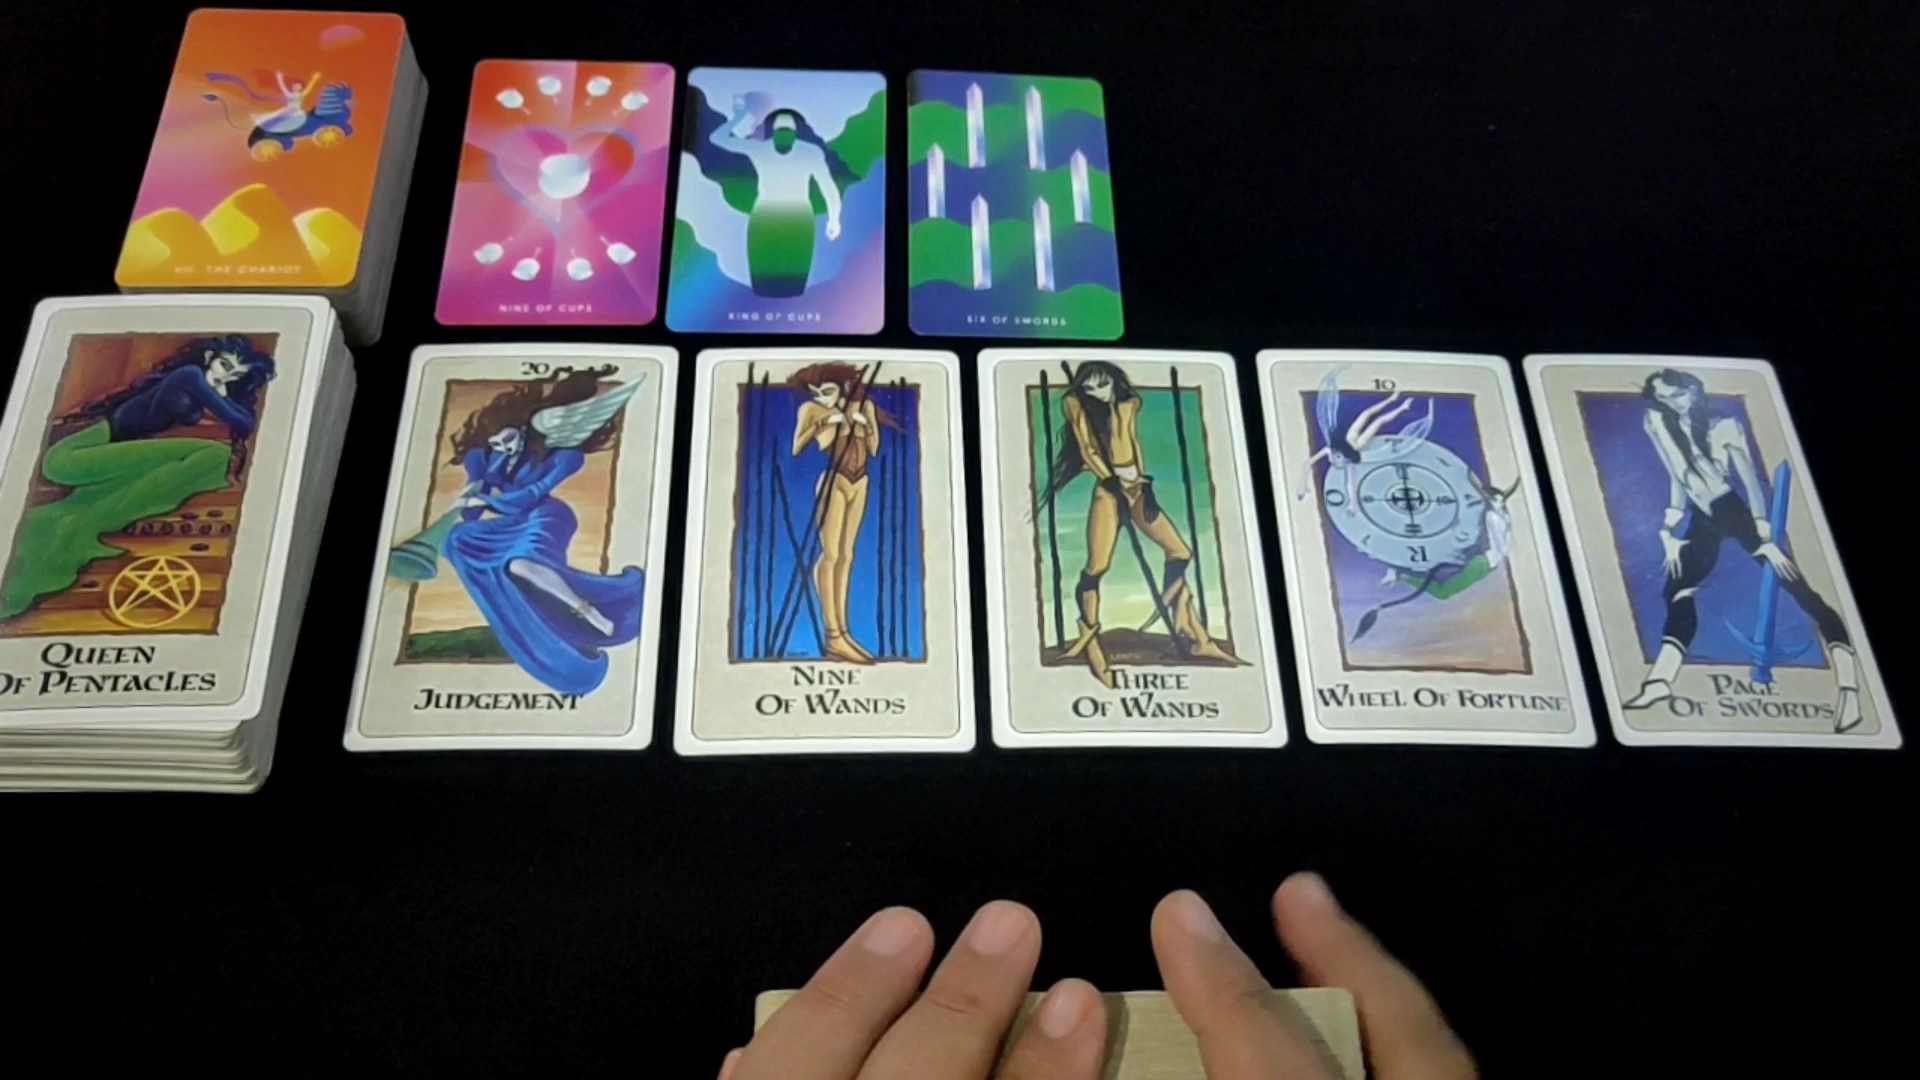 VII. THE CHARIOT
NINE OF CUPS
KING OF CUPS
SIX OF SWORDS
QUEEN
OF PENTACLES
20
JUDGEMENT
NINE
OF WANDS
THREE
OF WANDS
10
T
A
R
O
WHEEL OF FORTUNE
PAGE
OF SWORDS